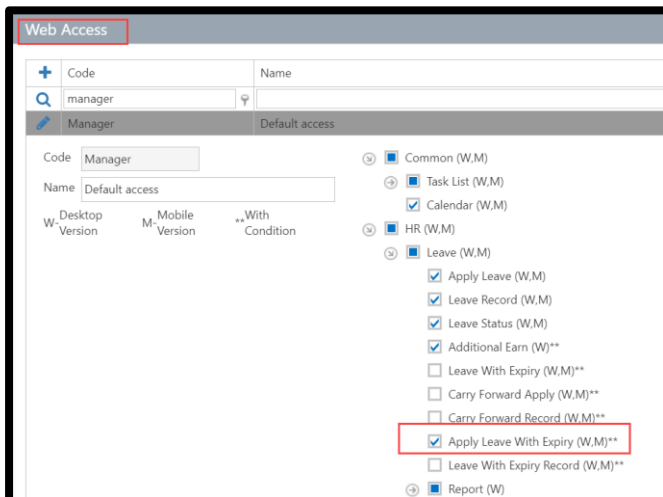 Web Access
Code Name
manager
Manager Default access
Code Manager
Name Default access
W-Desktop Version M-Mobile Version **With Condition
Common (W,M)
Task List (W,M)
Calendar (W,M)
HR (W,M)
Leave (W,M)
Apply Leave (W,M)
Leave Record (W,M)
Leave Status (W,M)
Additional Earn (W)**
Leave With Expiry (W,M)**
Carry Forward Apply (W,M)**
Carry Forward Record (W,M)**
Apply Leave With Expiry (W,M)**
Leave With Expiry Record (W,M)**
Report (W)